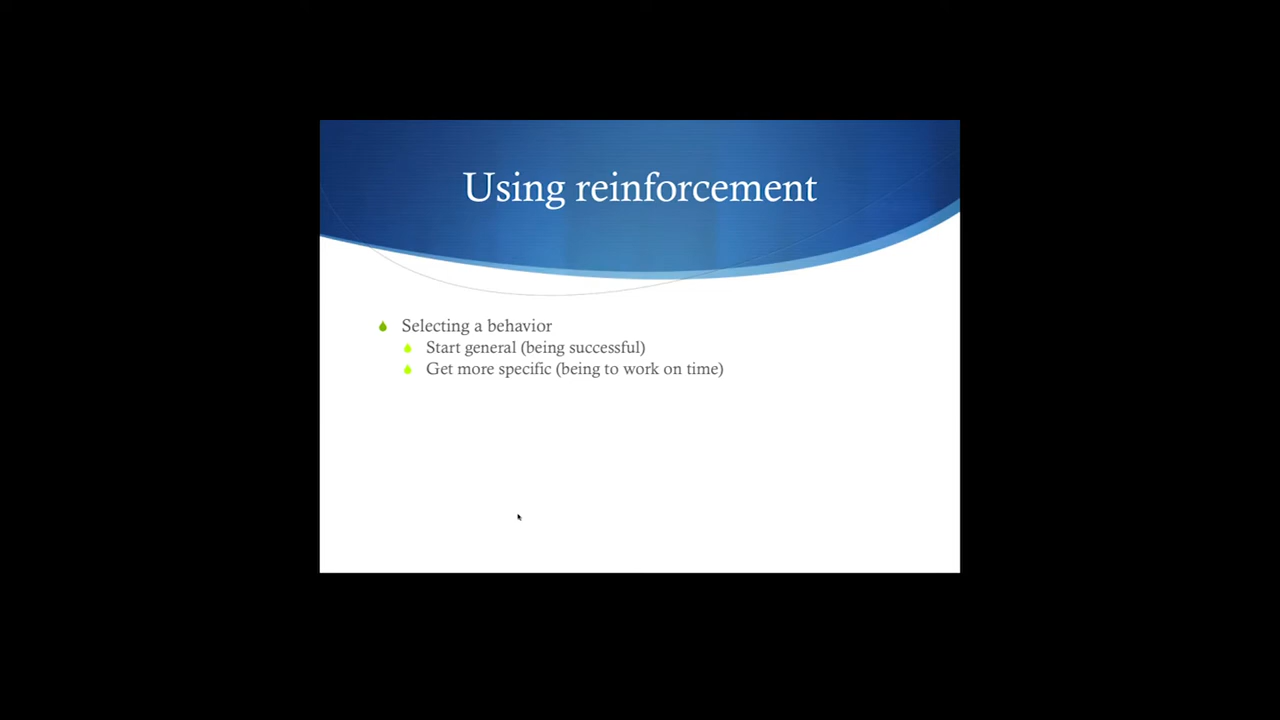 Using reinforcement
Selecting a behavior
Start general (being successful)
Get more specific (being to work on time)